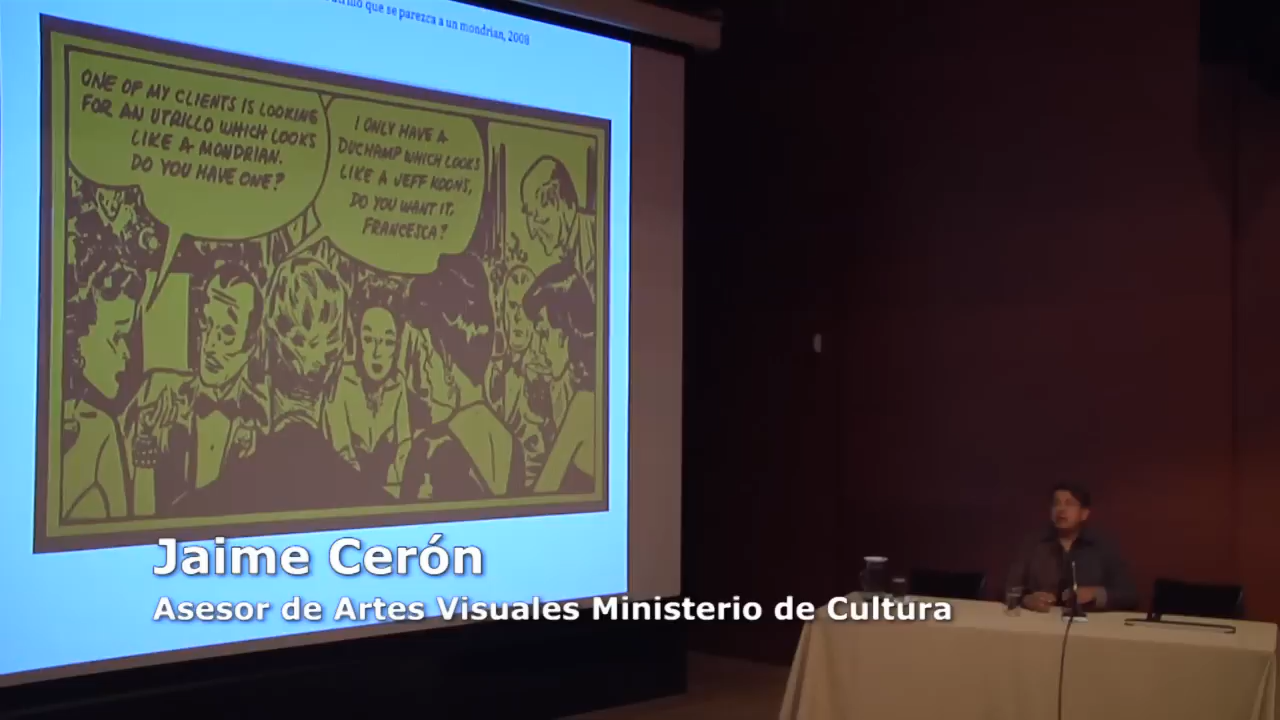 que se parezca a un mondrian, 2008
ONE OF MY CLIENTS IS LOOKING
FOR AN UTRILLO WHICH LOOKS
LIKE A MONDRIAN.
DO YOU HAVE ONE?
I ONLY HAVE A
DUCHAMP WHICH LOOKS
LIKE A JEFF KOONS,
DO YOU WANT IT,
FRANCESCA?
Jaime Cerón
Asesor de Artes Visuales Ministerio de Cultura